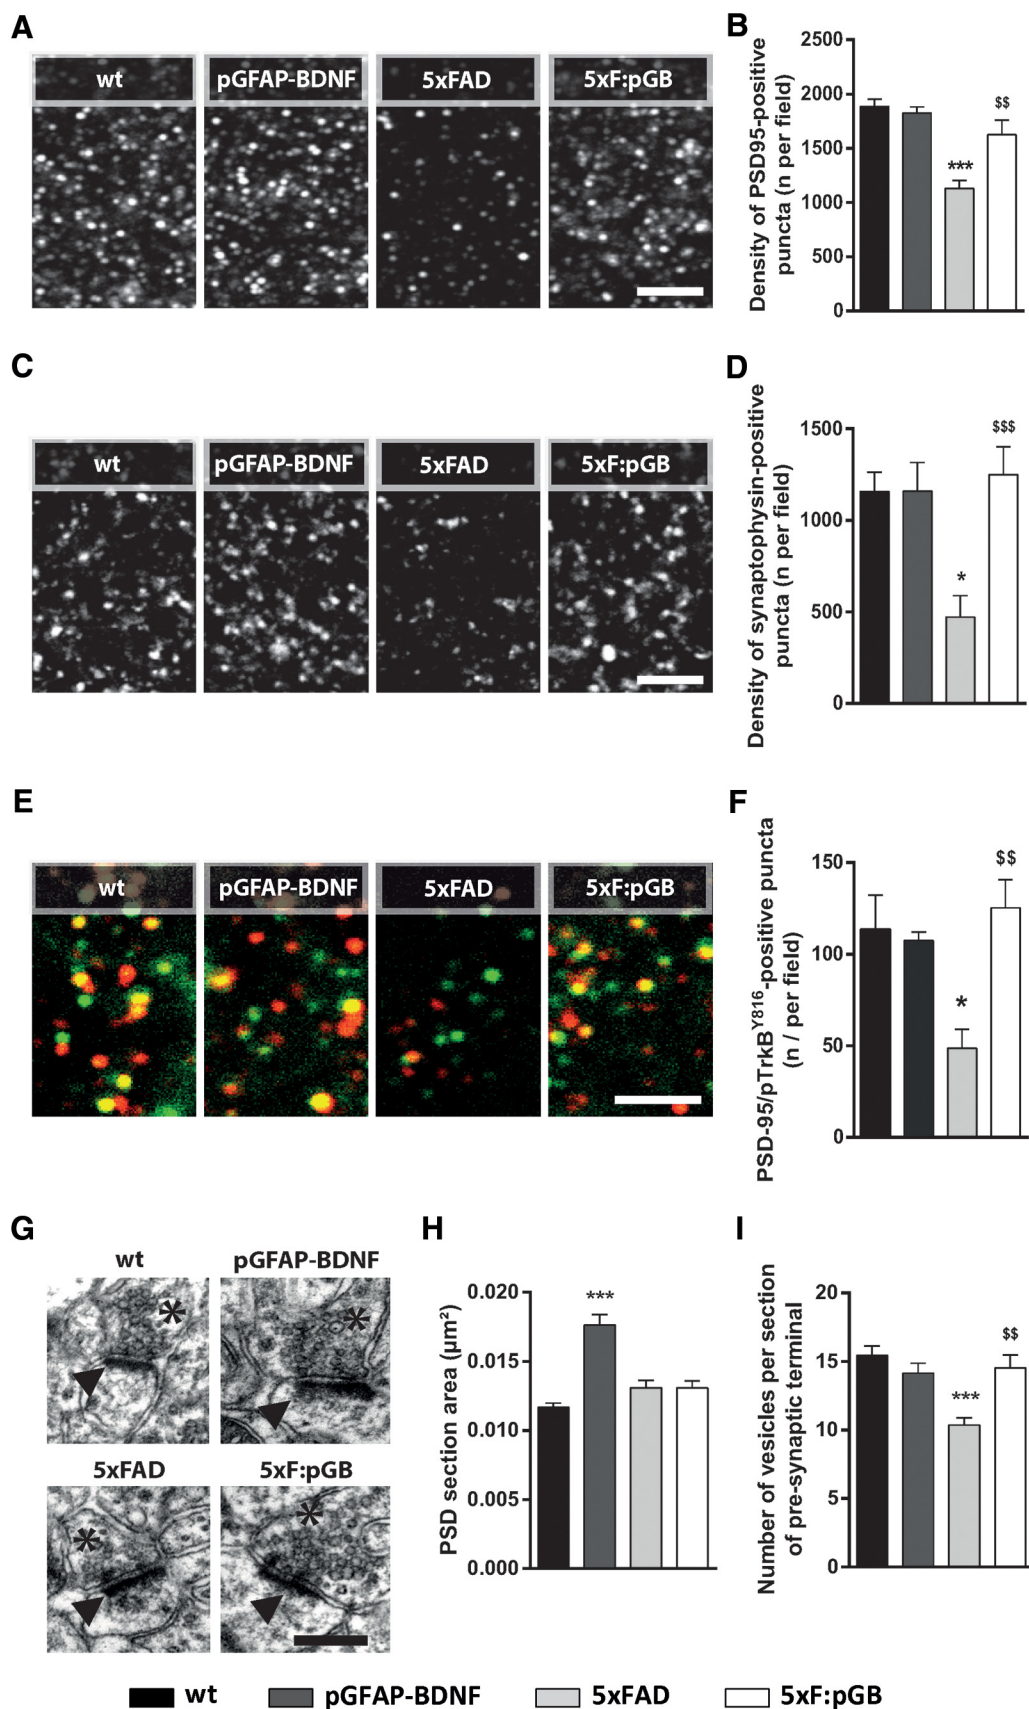 A
wt
pGFAP-BDNF
5xFAD
5xF:pGB
B
Density of PSD95-positive
puncta (n per field)
2500
2000
1500
1000
500
0
***
$$
C
wt
pGFAP-BDNF
5xFAD
5xF:pGB
D
Density of synaptophysin-positive
puncta (n per field)
1500
1000
500
0
*
$$$
E
wt
pGFAP-BDNF
5xFAD
5xF:pGB
F
PSD-95/pTrkB^Y816-positive puncta
(n / per field)
150
100
50
0
*
$$
G
wt
pGFAP-BDNF
*
*
5xFAD
5xF:pGB
*
*
H
PSD section area (µm²)
0.020
0.015
0.010
0.005
0.000
***
I
Number of vesicles per section
of pre-synaptic terminal
20
15
10
5
0
***
$$
wt
pGFAP-BDNF
5xFAD
5xF:pGB